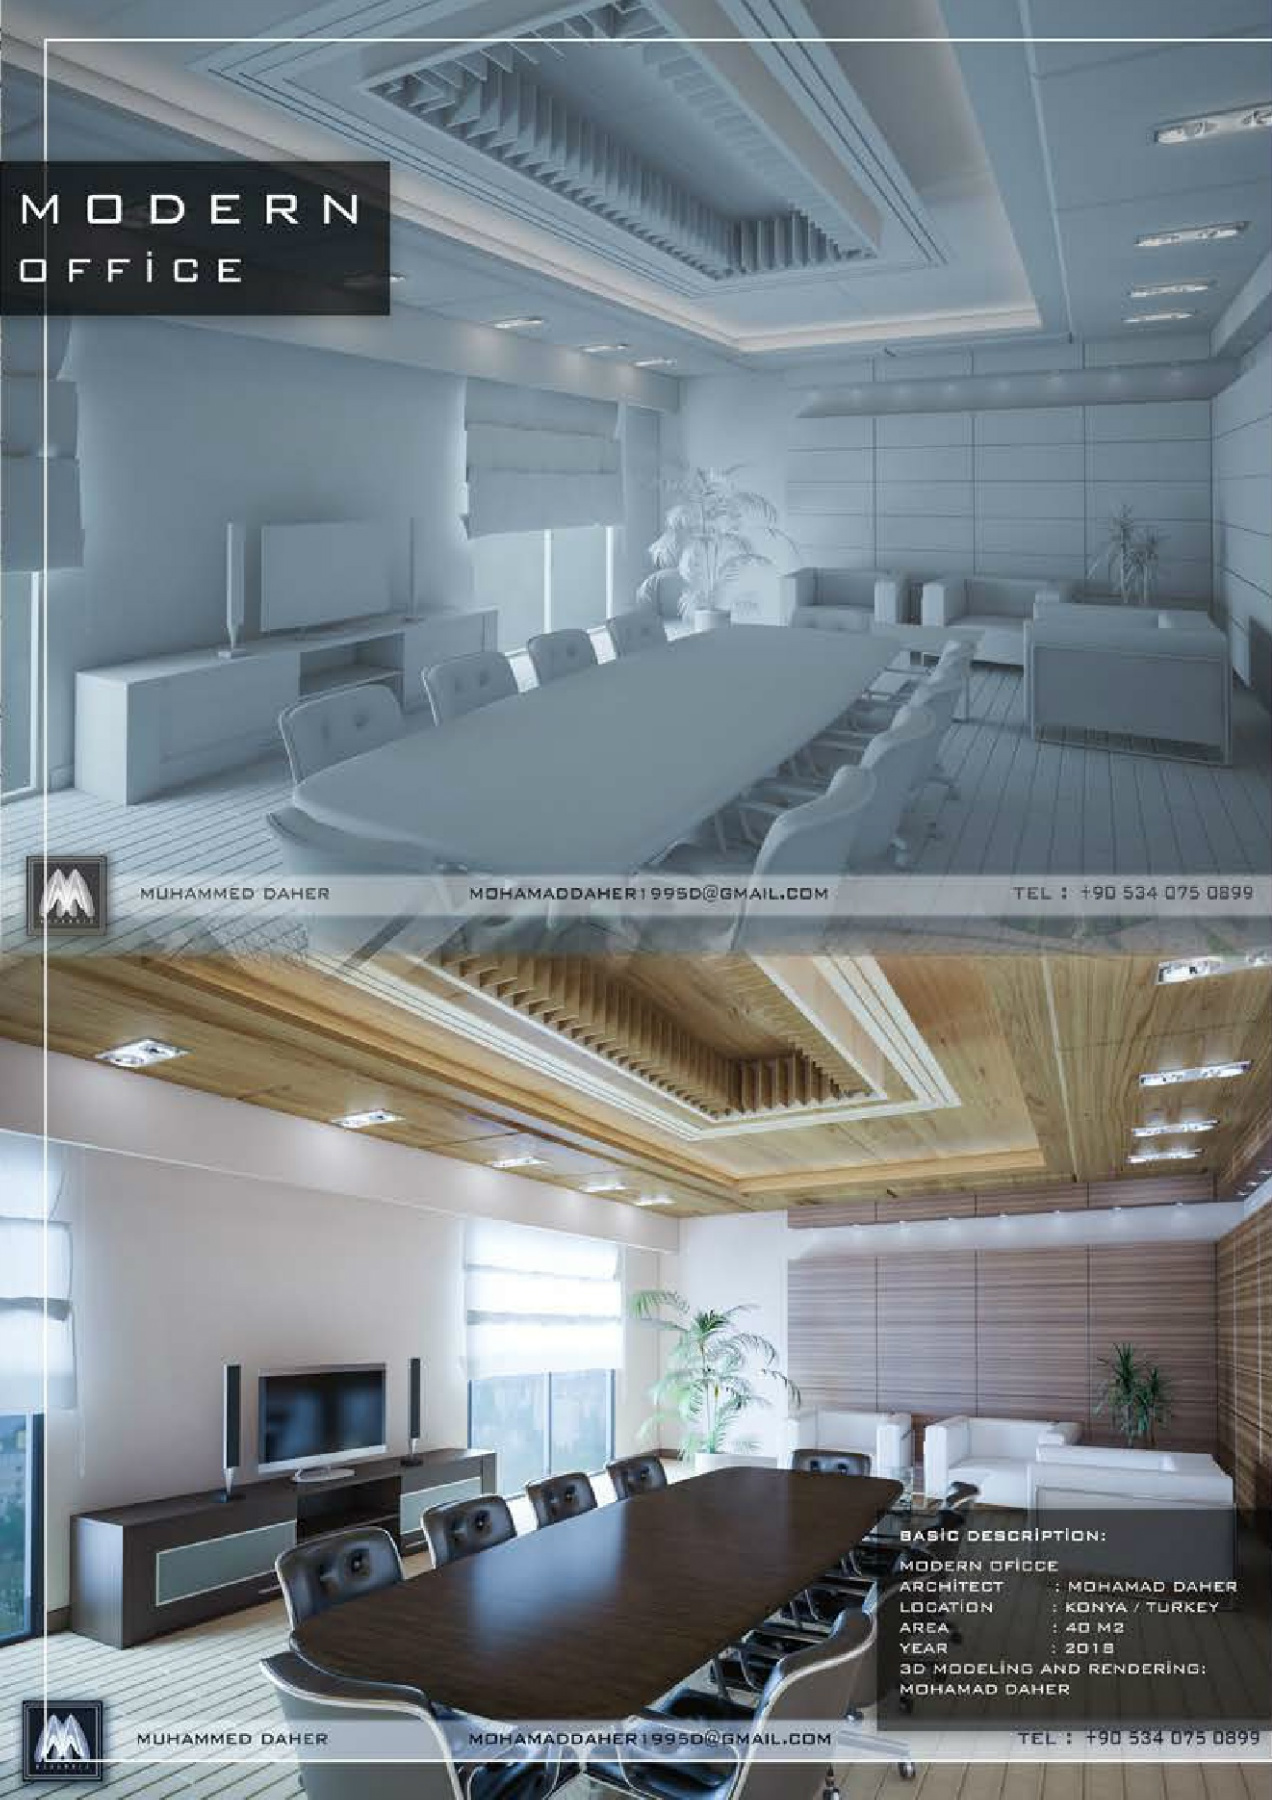 MODERN
OFFİCE
MUHAMMED DAHER MOHAMADDAHER1995D@GMAIL.COM TEL : +90 534 075 0899
BASİC DESCRİPTİON:
MODERN OFİCCE
ARCHİTECT : MOHAMAD DAHER
LOCATİON : KONYA / TURKEY
AREA : 40 M2
YEAR : 2018
3D MODELİNG AND RENDERİNG:
MOHAMAD DAHER
MUHAMMED DAHER MOHAMADDAHER1995D@GMAIL.COM TEL : +90 534 075 0899